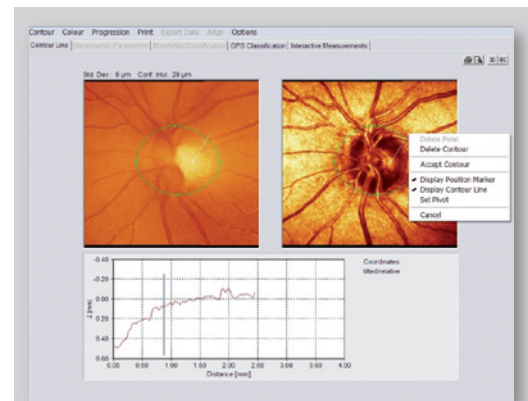 Contour Colour Progression Print Export Data Align Options
Contour Line Stereometric Parameters Moorfields Classification GPS Classification Interactive Measurements
3D
Std. Dev: 9 µm Conf. Intvl: 29 µm
Delete Point
Delete Contour
Accept Contour
Display Position Marker
Display Contour Line
Set Pivot
Cancel
Coordinates:
tilted/relative
-0.40
-0.20
0.00
0.20
0.40
0.60
Z [mm]
0.00 0.50 1.00 1.50 2.00 2.50 3.00 3.50 4.00
Distance [mm]